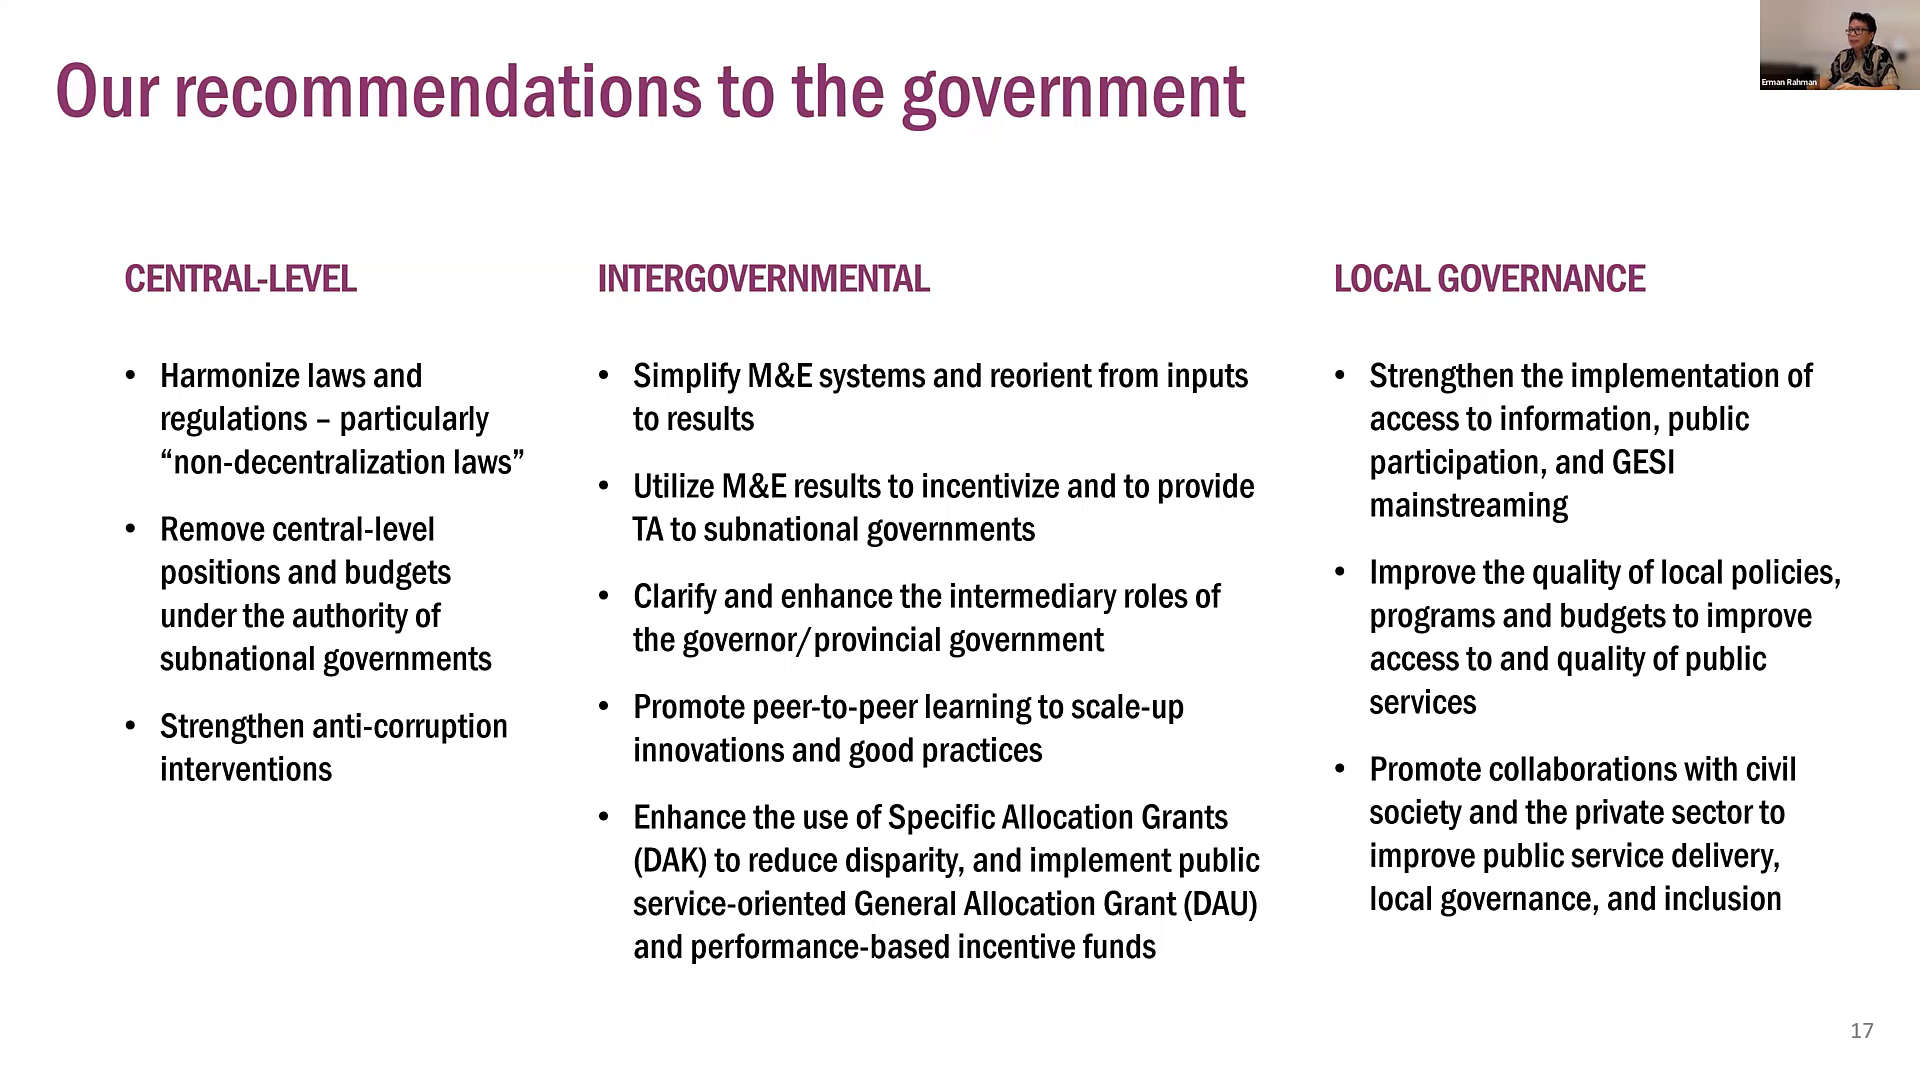 Our recommendations to the government
Erman Rahman
CENTRAL-LEVEL
• Harmonize laws and
regulations – particularly
“non-decentralization laws”
• Remove central-level
positions and budgets
under the authority of
subnational governments
• Strengthen anti-corruption
interventions
INTERGOVERNMENTAL
• Simplify M&E systems and reorient from inputs
to results
• Utilize M&E results to incentivize and to provide
TA to subnational governments
• Clarify and enhance the intermediary roles of
the governor/provincial government
• Promote peer-to-peer learning to scale-up
innovations and good practices
• Enhance the use of Specific Allocation Grants
(DAK) to reduce disparity, and implement public
service-oriented General Allocation Grant (DAU)
and performance-based incentive funds
LOCAL GOVERNANCE
• Strengthen the implementation of
access to information, public
participation, and GESI
mainstreaming
• Improve the quality of local policies,
programs and budgets to improve
access to and quality of public
services
• Promote collaborations with civil
society and the private sector to
improve public service delivery,
local governance, and inclusion
17